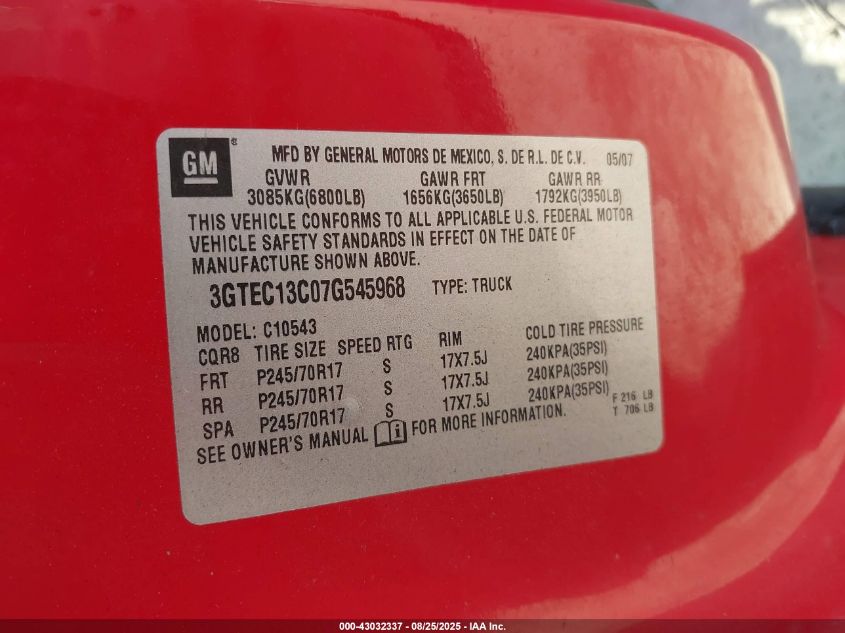 GM ® MFD BY GENERAL MOTORS DE MEXICO, S. DE R.L. DE C.V. 05/07
GVWR GAWR FRT GAWR RR
3085KG(6800LB) 1656KG(3650LB) 1792KG(3950LB)
THIS VEHICLE CONFORMS TO ALL APPLICABLE U.S. FEDERAL MOTOR
VEHICLE SAFETY STANDARDS IN EFFECT ON THE DATE OF
MANUFACTURE SHOWN ABOVE.
3GTEC13C07G545968 TYPE: TRUCK
MODEL: C10543
CQR8 TIRE SIZE SPEED RTG RIM COLD TIRE PRESSURE
FRT P245/70R17 S 17X7.5J 240KPA(35PSI)
RR P245/70R17 S 17X7.5J 240KPA(35PSI)
SPA P245/70R17 S 17X7.5J 240KPA(35PSI)
SEE OWNER'S MANUAL FOR MORE INFORMATION.
F 216 LB
T 706 LB
000-43032337 - 08/25/2025 - IAA Inc.